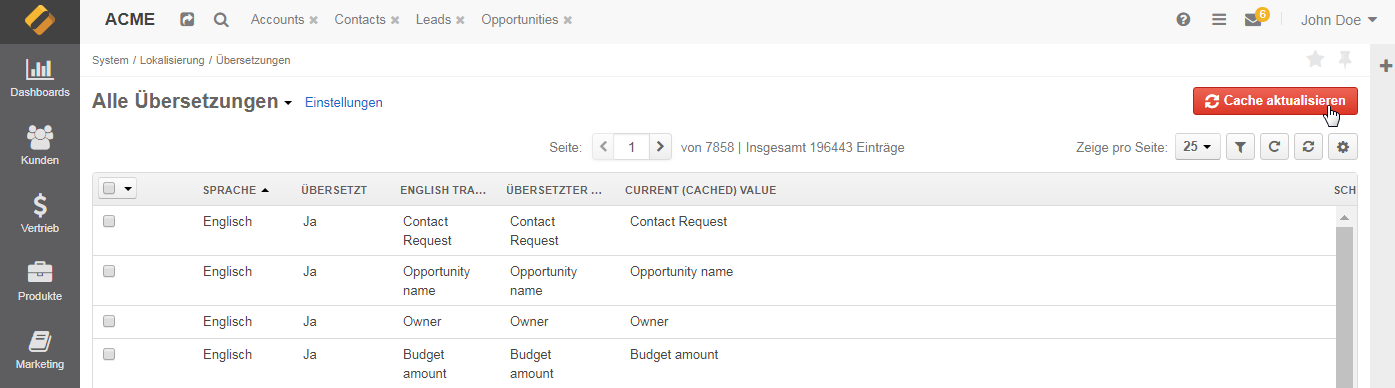 ACME Accounts Contacts Leads Opportunities 6 John Doe
System / Lokalisierung / Übersetzungen
Dashboards
Alle Übersetzungen Einstellungen Cache aktualisieren
Kunden
Seite: 1 von 7858 | Insgesamt 196443 Einträge Zeige pro Seite: 25
SPRACHE ÜBERSETZT ENGLISH TRA... ÜBERSETZTER ... CURRENT (CACHED) VALUE SCH
Englisch Ja Contact Request Contact Request Contact Request
Vertrieb
Englisch Ja Opportunity name Opportunity name Opportunity name
Produkte
Englisch Ja Owner Owner Owner
Englisch Ja Budget amount Budget amount Budget amount
Marketing